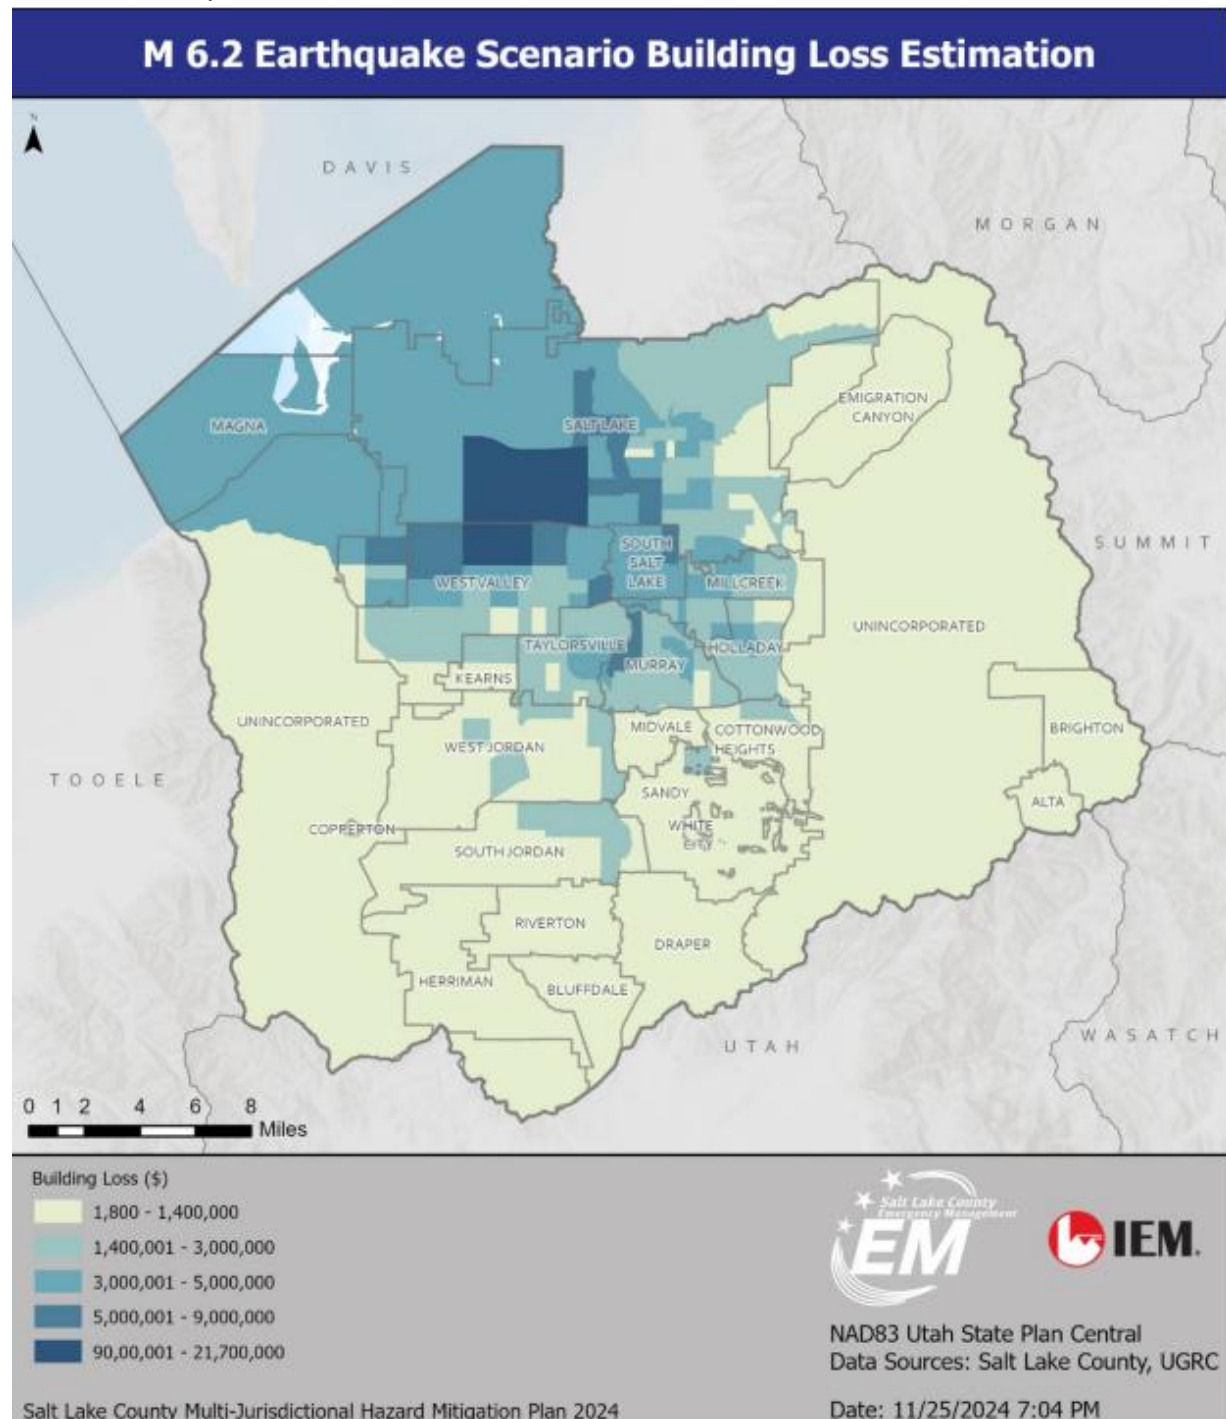 M 6.2 Earthquake Scenario Building Loss Estimation
N
DAVIS
MORGAN
EMIGRATION
CANYON
MAGNA
SALT LAKE
SUMMIT
SOUTH
SALT
LAKE
WEST VALLEY
MILLCREEK
UNINCORPORATED
TAYLORSVILLE
HOLLADAY
MURRAY
KEARNS
UNINCORPORATED
MIDVALE
COTTONWOOD
HEIGHTS
BRIGHTON
WEST JORDAN
TOOELE
SANDY
ALTA
COPPERTON
WHITE
CITY
SOUTH JORDAN
RIVERTON
DRAPER
HERRIMAN
BLUFFDALE
UTAH
WASATCH
0 1 2 4 6 8
Miles
Building Loss ($)
1,800 - 1,400,000
1,400,001 - 3,000,000
3,000,001 - 5,000,000
5,000,001 - 9,000,000
90,00,001 - 21,700,000
Salt Lake County
Emergency Management
EM
IEM.
NAD83 Utah State Plan Central
Data Sources: Salt Lake County, UGRC
Salt Lake County Multi-Jurisdictional Hazard Mitigation Plan 2024
Date: 11/25/2024 7:04 PM